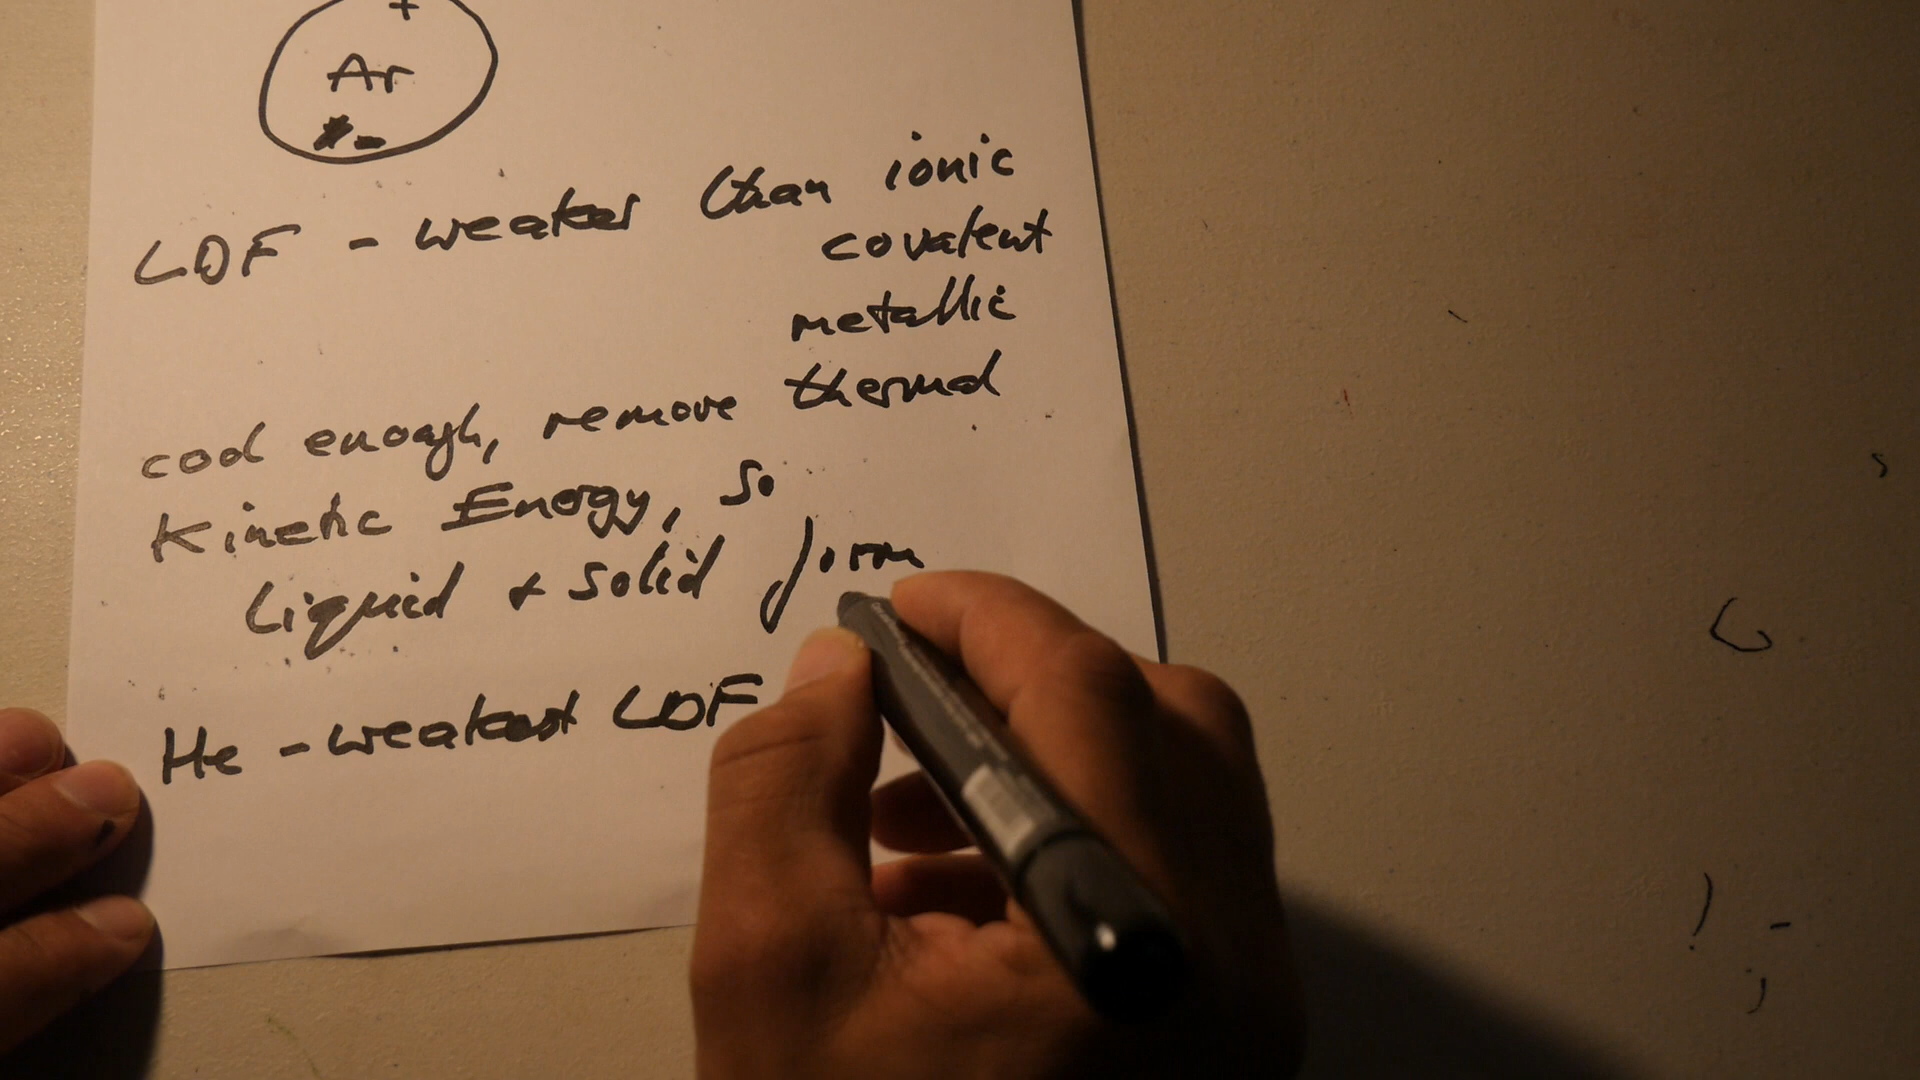 +
Ar
-
LDF - weaker than ionic
covalent
metallic
cool enough, remove thermal
Kinetic Energy, so
Liquid + solid form
He - weakest LDF